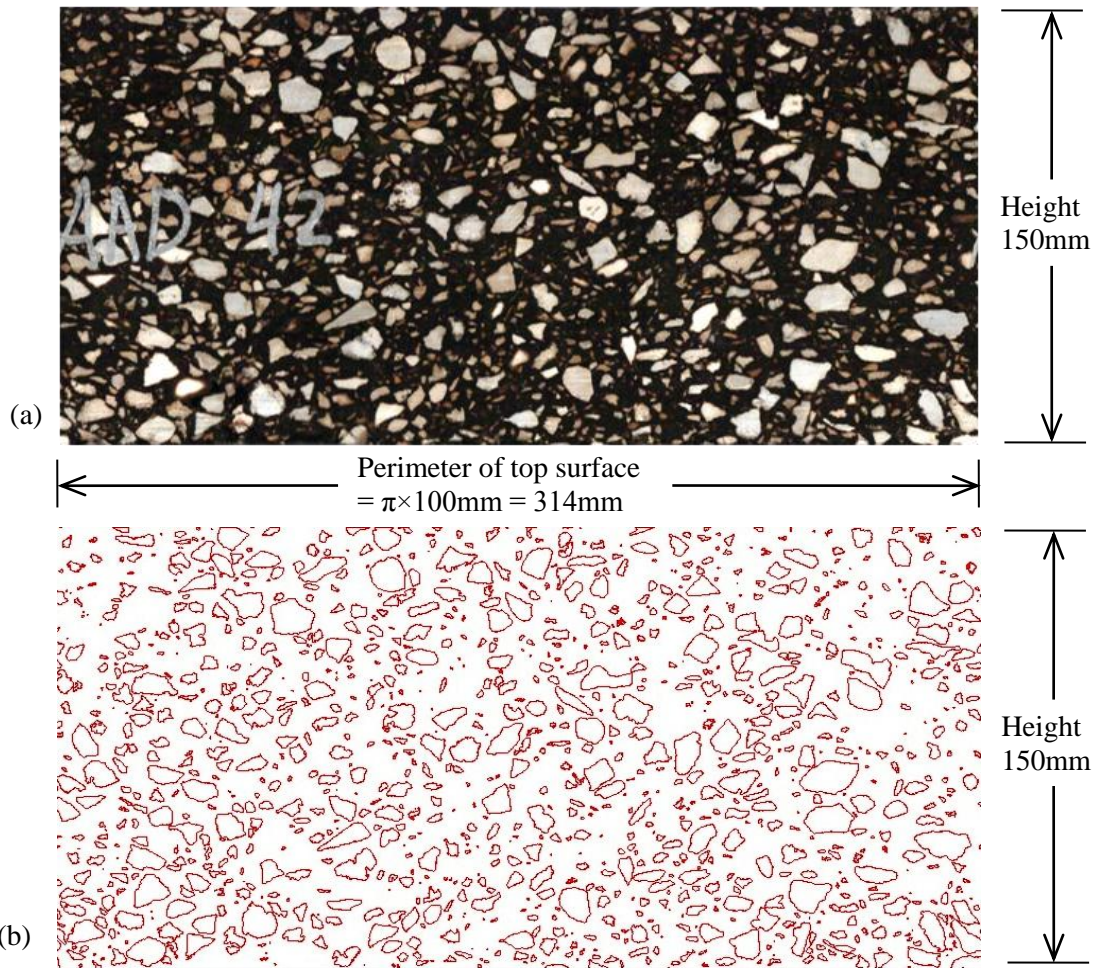 AAD 42
Height
150mm
(a)
Perimeter of top surface
= π×100mm = 314mm
Height
150mm
(b)